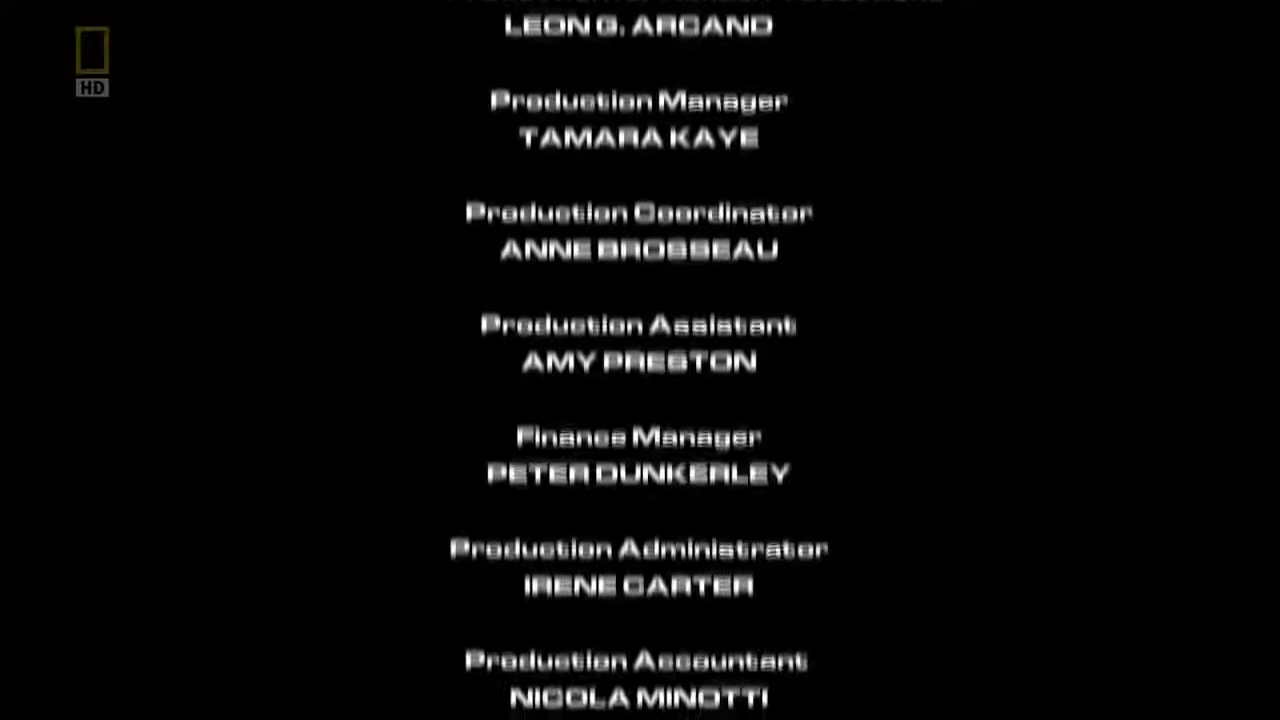 HD
LEON G. ARCAND
Production Manager
TAMARA KAYE
Production Coordinator
ANNE BROSSEAU
Production Assistant
AMY PRESTON
Finance Manager
PETER DUNKERLEY
Production Administrator
IRENE CARTER
Production Accountant
NICOLA MINOTTI